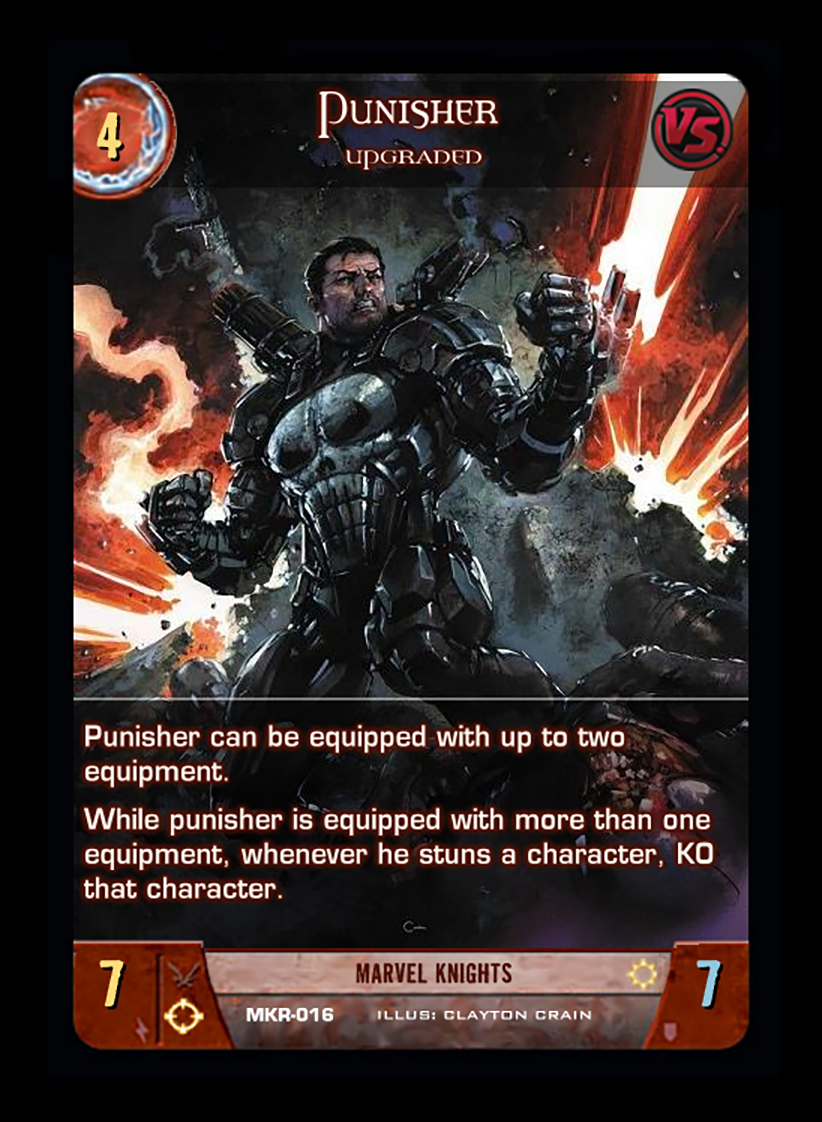 4
PUNISHER
UPGRADED
VS.
Punisher can be equipped with up to two
equipment.
While punisher is equipped with more than one
equipment, whenever he stuns a character, KO
that character.
7
MARVEL KNIGHTS
7
MKR-016 ILLUS: CLAYTON CRAIN